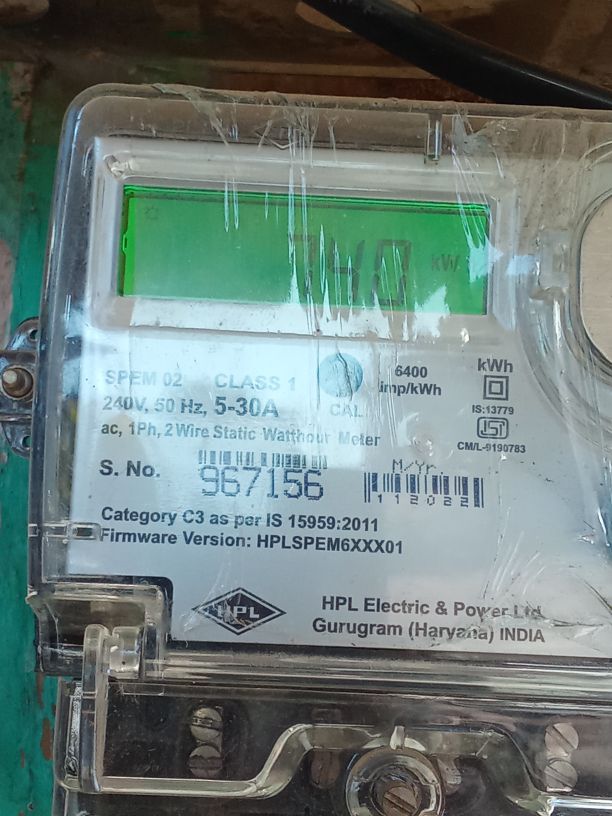 kW
SPEM 02 CLASS 1
240V, 50 Hz, 5-30A
CAL
6400
imp/kWh
kWh
IS:13779
ISI
CM/L-9190783
ac, 1Ph, 2 Wire Static Watthour Meter
S. No. 967156
M/Yr.
112022
Category C3 as per IS 15959:2011
Firmware Version: HPLSPEM6XXX01
HPL
HPL Electric & Power Ltd.
Gurugram (Haryana) INDIA